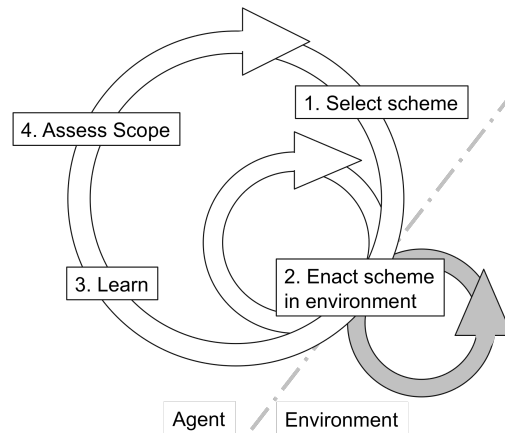 1. Select scheme
4. Assess Scope
2. Enact scheme
in environment
3. Learn
Agent
Environment